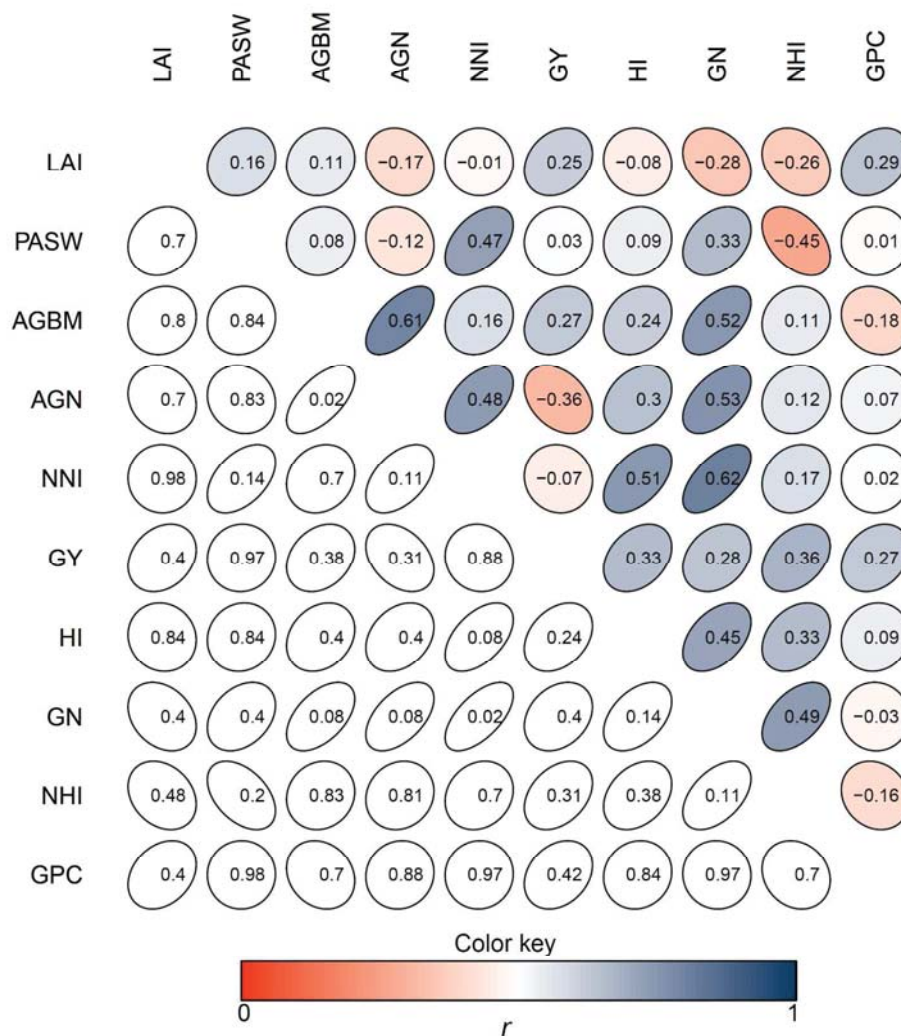 LAI PASW AGBM AGN NNI GY HI GN NHI GPC
LAI 0.16 0.11 −0.17 −0.01 0.25 −0.08 −0.28 −0.26 0.29
PASW 0.7 0.08 −0.12 0.47 0.03 0.09 0.33 −0.45 0.01
AGBM 0.8 0.84 0.61 0.16 0.27 0.24 0.52 0.11 −0.18
AGN 0.7 0.83 0.02 0.48 −0.36 0.3 0.53 0.12 0.07
NNI 0.98 0.14 0.7 0.11 −0.07 0.51 0.62 0.17 0.02
GY 0.4 0.97 0.38 0.31 0.88 0.33 0.28 0.36 0.27
HI 0.84 0.84 0.4 0.4 0.08 0.24 0.45 0.33 0.09
GN 0.4 0.4 0.08 0.08 0.02 0.4 0.14 0.49 −0.03
NHI 0.48 0.2 0.83 0.81 0.7 0.31 0.38 0.11 −0.16
GPC 0.4 0.98 0.7 0.88 0.97 0.42 0.84 0.97 0.7
Color key
0 1
r